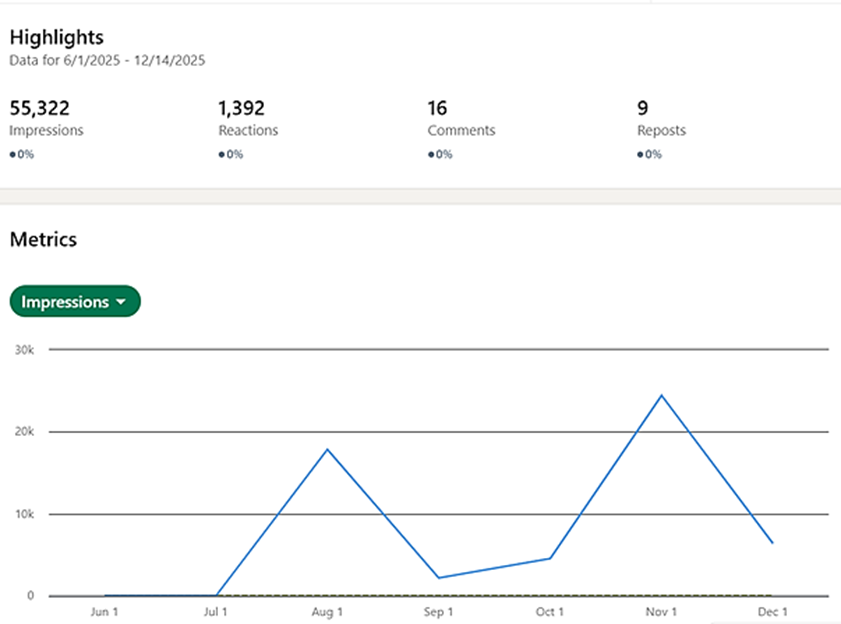 Highlights
Data for 6/1/2025 - 12/14/2025
55,322 1,392 16 9
Impressions Reactions Comments Reposts
●0% ●0% ●0% ●0%
Metrics
Impressions
30k
20k
10k
0
Jun 1 Jul 1 Aug 1 Sep 1 Oct 1 Nov 1 Dec 1